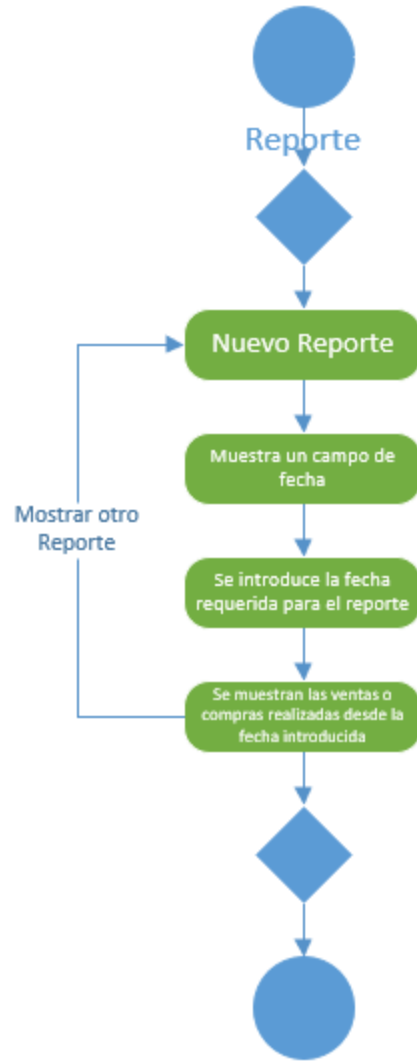 Reporte
Nuevo Reporte
Muestra un campo de
fecha
Mostrar otro
Reporte
Se introduce la fecha
requerida para el reporte
Se muestran las ventas o
compras realizadas desde la
fecha introducida